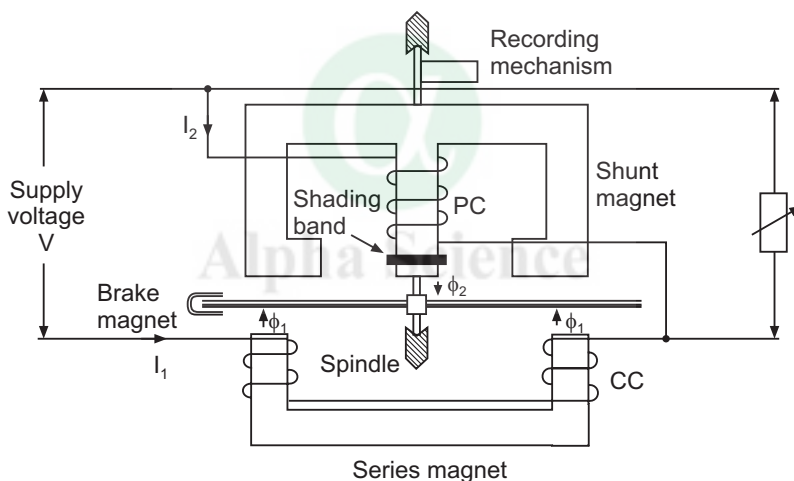 Recording
mechanism
I₂
Supply
voltage
V
Shading
band
PC
Shunt
magnet
Alpha Science
Brake
magnet
ϕ₂
ϕ₁
ϕ₁
I₁
Spindle
CC
Series magnet